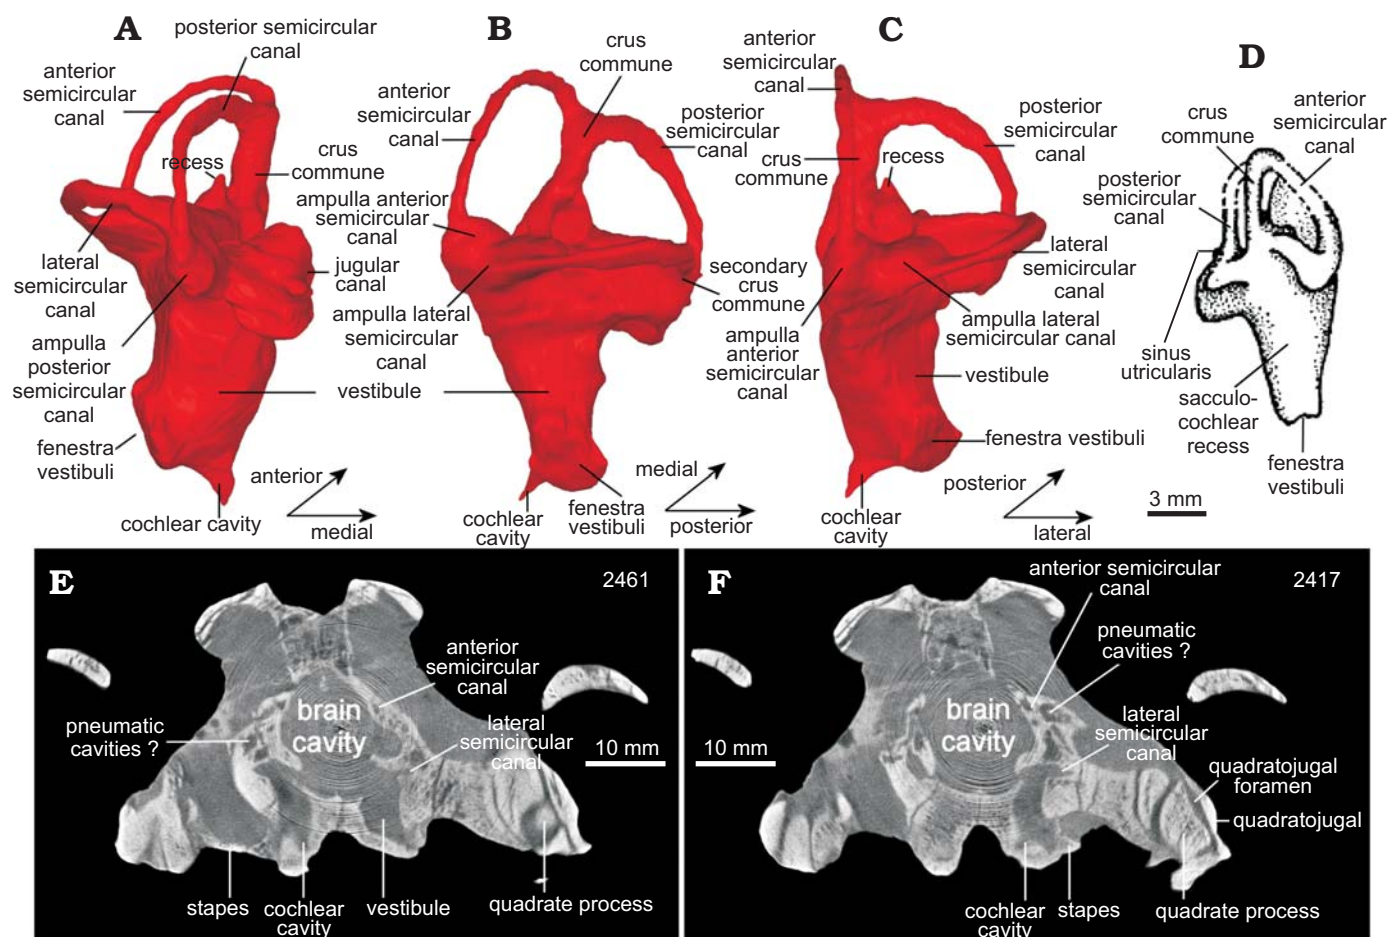 A
posterior semicircular
canal
anterior
semicircular
canal
recess
crus
commune
lateral
semicircular
canal
jugular
canal
ampulla
posterior
semicircular
canal
fenestra
vestibuli
cochlear cavity
anterior
medial
vestibule
B
crus
commune
anterior
semicircular
canal
posterior
semicircular
canal
ampulla anterior
semicircular
canal
ampulla lateral
semicircular
canal
secondary
crus
commune
cochlear
cavity
fenestra
vestibuli
medial
posterior
C
anterior
semicircular
canal
posterior
semicircular
canal
crus
commune
recess
lateral
semicircular
canal
ampulla
anterior
semicircular
canal
ampulla lateral
semicircular canal
vestibule
fenestra vestibuli
cochlear
cavity
posterior
lateral
D
crus
commune
anterior
semicircular
canal
posterior
semicircular
canal
sinus
utricularis
sacculo-
cochlear
recess
fenestra
vestibuli
3 mm
E
2461
anterior
semicircular
canal
brain
cavity
pneumatic
cavities ?
lateral
semicircular
canal
10 mm
stapes
cochlear
cavity
vestibule
quadrate process
F
2417
anterior semicircular
canal
pneumatic
cavities ?
brain
cavity
lateral
semicircular
canal
10 mm
quadratojugal
foramen
quadratojugal
cochlear
cavity
stapes
quadrate process